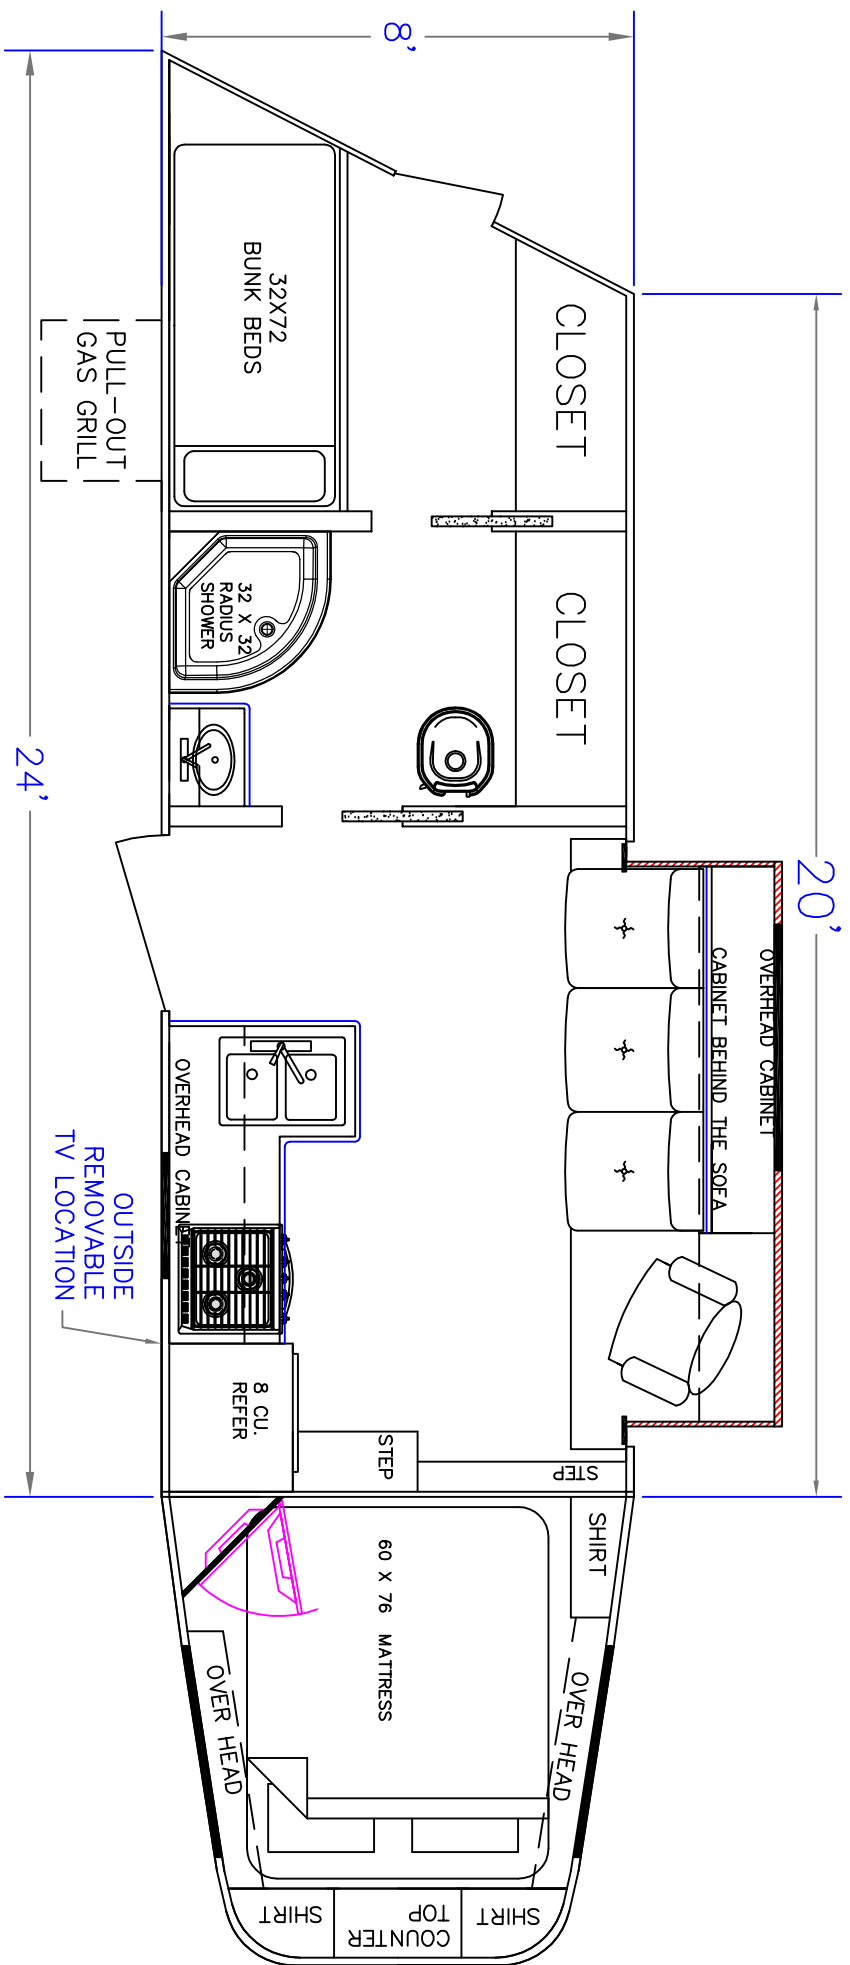 8'
32X72
BUNK BEDS
CLOSET
PULL-OUT
GAS GRILL
32 X 32
RADIUS
SHOWER
CLOSET
24'
20'
OVERHEAD CABINET
CABINET BEHIND THE SOFA
OVERHEAD CABINET
OUTSIDE
REMOVABLE
TV LOCATION
8 CU.
REFER
STEP
STEP
SHIRT
60 X 76 MATTRESS
OVER HEAD
OVER HEAD
SHIRT
COUNTER
TOP
SHIRT